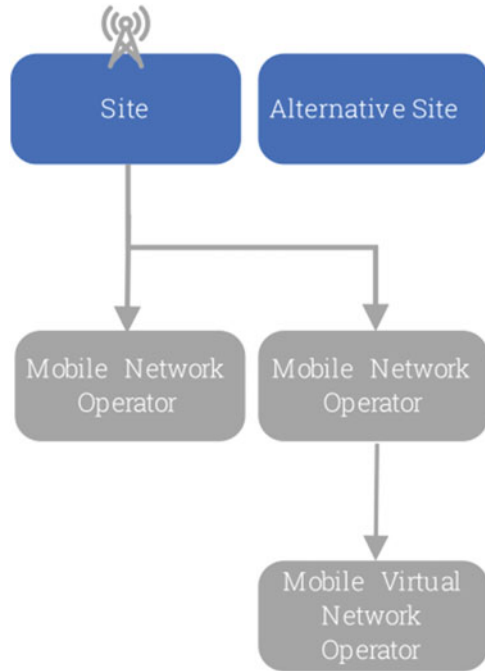 Site
Alternative Site
Mobile Network
Operator
Mobile Network
Operator
Mobile Virtual
Network
Operator